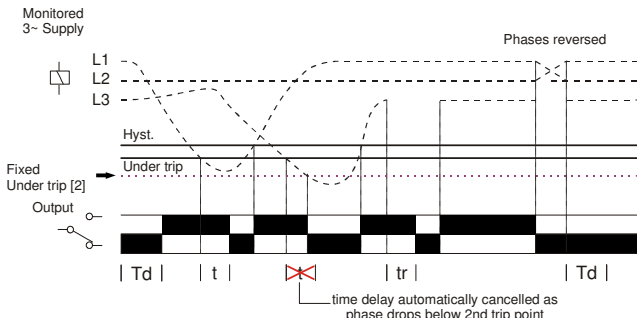 Monitored
3~ Supply
Phases reversed
L1
L2
L3
Hyst.
Under trip
Fixed
Under trip [2]
Output
Td
t
t
tr
Td
time delay automatically cancelled as
phase drops below 2nd trip point